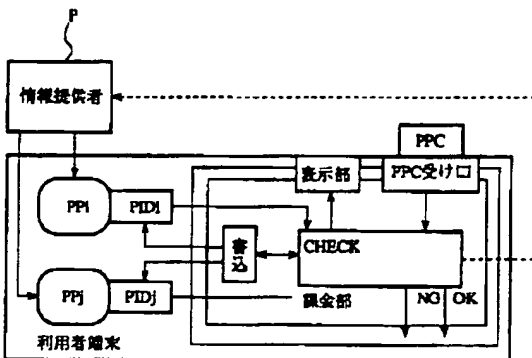 P
情報提供者
PPC
表示部
PPC受け口
PPi
PIDi
書込
CHECK
PPj
PIDj
課金部
NG
OK
利用者端末